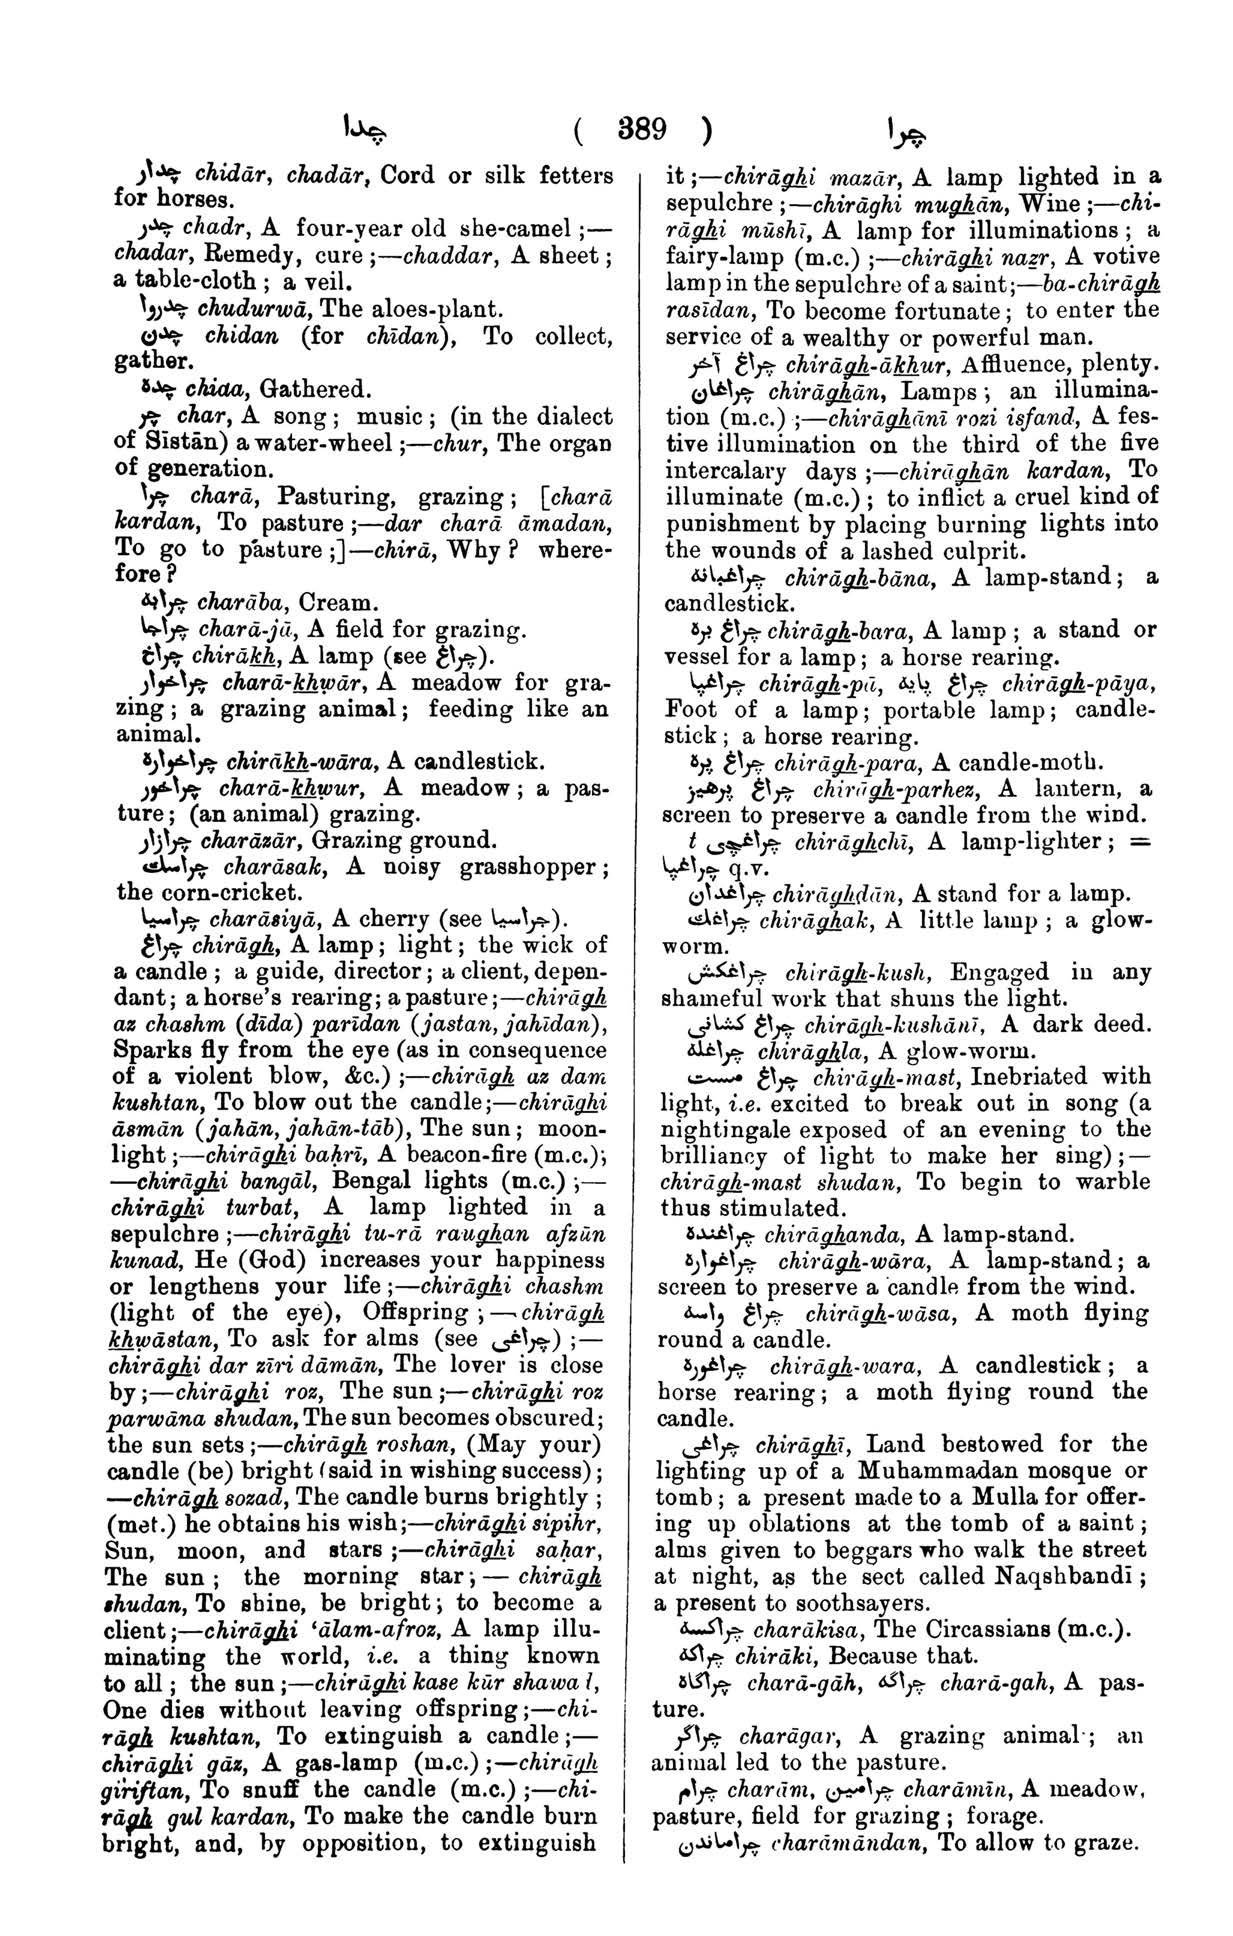 چدا ( 389 ) چرا
چدار chidār, chadār, Cord or silk fetters
for horses.
چدر chadr, A four-year old she-camel ;—
chadar, Remedy, cure ;—chaddar, A sheet ;
a table-cloth ; a veil.
چدروا chudurwā, The aloes-plant.
چدن chidan (for chīdan), To collect,
gather.
چده chida, Gathered.
چر char, A song ; music ; (in the dialect
of Sīstān) a water-wheel ;—chur, The organ
of generation.
چرا charā, Pasturing, grazing ; [charā
kardan, To pasture ;—dar charā āmadan,
To go to pasture ;]—chirā, Why ? where-
fore ?
چرابه charāba, Cream.
چراجا charā-jā, A field for grazing.
چراخ chirākh, A lamp (see چراغ).
چراخوار charā-khwār, A meadow for gra-
zing ; a grazing animal ; feeding like an
animal.
چراخواره chirākh-wāra, A candlestick.
چراخور charā-khwur, A meadow ; a pas-
ture ; (an animal) grazing.
چرازار charāzār, Grazing ground.
چراسك charāsak, A noisy grasshopper ;
the corn-cricket.
چراسیا charāsiyā, A cherry (see جراسیا).
چراغ chirāgh, A lamp ; light ; the wick of
a candle ; a guide, director ; a client, depen-
dant ; a horse's rearing ; a pasture ;—chirāgh
az chashm (dīda) parīdan (jastan, jahīdan),
Sparks fly from the eye (as in consequence
of a violent blow, &c.) ;—chirāgh az dam
kushtan, To blow out the candle ;—chirāghi
āsmān (jahān, jahān-tāb), The sun ; moon-
light ;—chirāghi baḥrī, A beacon-fire (m.c.) ;
—chirāghi bangāl, Bengal lights (m.c.) ;—
chirāghi turbat, A lamp lighted in a
sepulchre ;—chirāghi tu-rā raughan afzūn
kunad, He (God) increases your happiness
or lengthens your life ;—chirāghi chashm
(light of the eye), Offspring ;—chirāgh
khwāstan, To ask for alms (see چراغی) ;—
chirāghi dar zīri dāmān, The lover is close
by ;—chirāghi roz, The sun ;—chirāghi roz
parwāna shudan, The sun becomes obscured ;
the sun sets ;—chirāgh roshan, (May your)
candle (be) bright (said in wishing success) ;
—chirāgh sozad, The candle burns brightly ;
(met.) he obtains his wish ;—chirāghi sipihr,
Sun, moon, and stars ;—chirāghi saḥar,
The sun ; the morning star ;—chirāgh
shudan, To shine, be bright ; to become a
client ;—chirāghi ‘ālam-afroz, A lamp illu-
minating the world, i.e. a thing known
to all ; the sun ;—chirāghi kase kūr shawad,
One dies without leaving offspring ;—chi-
rāgh kushtan, To extinguish a candle ;—
chirāghi gāz, A gas-lamp (m.c.) ;—chirāgh
giriftan, To snuff the candle (m.c.) ;—chi-
rāgh gul kardan, To make the candle burn
bright, and, by opposition, to extinguish
it ;—chirāghi mazār, A lamp lighted in a
sepulchre ;—chirāghi mughān, Wine ;—chi-
rāghi mūshī, A lamp for illuminations ; a
fairy-lamp (m.c.) ;—chirāghi nazr, A votive
lamp in the sepulchre of a saint ;—ba-chirāgh
rasīdan, To become fortunate ; to enter the
service of a wealthy or powerful man.
چراغ آخر chirāgh-ākhur, Affluence, plenty.
چراغان chirāghān, Lamps ; an illumina-
tion (m.c.) ;—chirāghānī rozi isfand, A fes-
tive illumination on the third of the five
intercalary days ;—chirāghān kardan, To
illuminate (m.c.) ; to inflict a cruel kind of
punishment by placing burning lights into
the wounds of a lashed culprit.
چراغبانه chirāgh-bāna, A lamp-stand ; a
candlestick.
چراغ بره chirāgh-bara, A lamp ; a stand or
vessel for a lamp ; a horse rearing.
چراغپا chirāgh-pā, چراغ پایه chirāgh-pāya,
Foot of a lamp ; portable lamp ; candle-
stick ; a horse rearing.
چراغ پره chirāgh-para, A candle-moth.
چراغ پرهیز chirāgh-parhez, A lantern, a
screen to preserve a candle from the wind.
t چراغچی chirāghchī, A lamp-lighter ; =
چراغپا q.v.
چراغدان chirāghdān, A stand for a lamp.
چراغك chirāghak, A little lamp ; a glow-
worm.
چراغکش chirāgh-kush, Engaged in any
shameful work that shuns the light.
چراغ کشانی chirāgh-kushānī, A dark deed.
چراغله chirāghla, A glow-worm.
چراغ مست chirāgh-mast, Inebriated with
light, i.e. excited to break out in song (a
nightingale exposed of an evening to the
brilliancy of light to make her sing) ;—
chirāgh-mast shudan, To begin to warble
thus stimulated.
چراغنده chirāghanda, A lamp-stand.
چراغواره chirāgh-wāra, A lamp-stand ; a
screen to preserve a candle from the wind.
چراغ واسه chirāgh-wāsa, A moth flying
round a candle.
چراغوره chirāgh-wara, A candlestick ; a
horse rearing ; a moth flying round the
candle.
چراغی chirāghī, Land bestowed for the
lighting up of a Muhammadan mosque or
tomb ; a present made to a Mulla for offer-
ing up oblations at the tomb of a saint ;
alms given to beggars who walk the street
at night, as the sect called Naqshbandī ;
a present to soothsayers.
چراکسه charākisa, The Circassians (m.c.).
چراکه chirāki, Because that.
چراگاه charā-gāh, چراگه charā-gah, A pas-
ture.
چراگر charāgar, A grazing animal ; an
animal led to the pasture.
چرام charām, چرامین charāmīn, A meadow,
pasture, field for grazing ; forage.
چراماندن charāmāndan, To allow to graze.